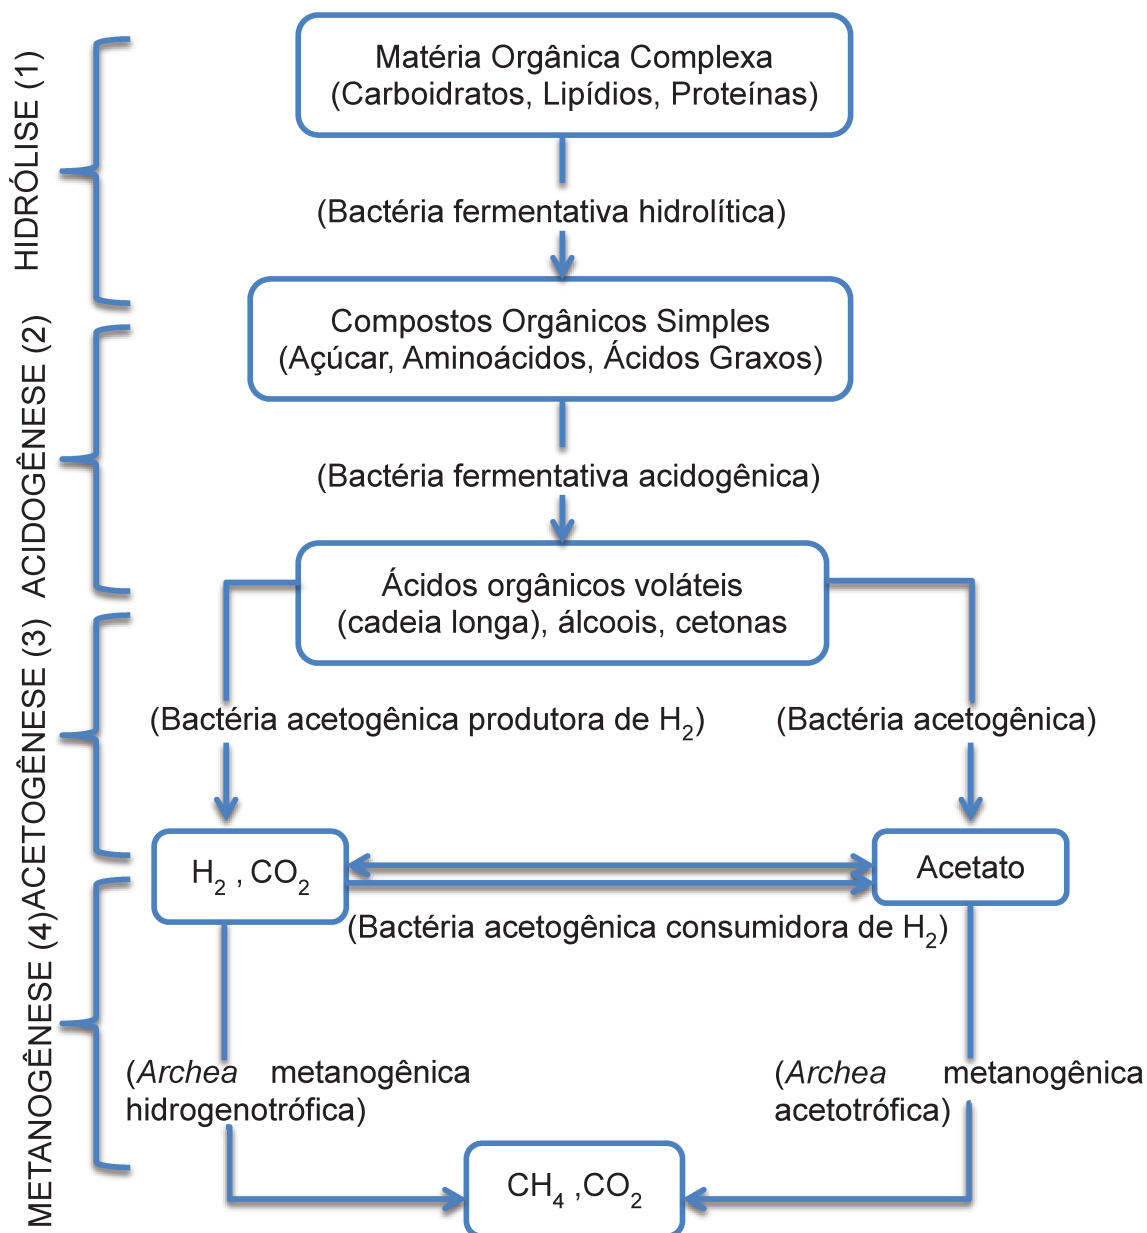 HIDRÓLISE (1)
Matéria Orgânica Complexa
(Carboidratos, Lipídios, Proteínas)
(Bactéria fermentativa hidrolítica)
ACIDOGÊNESE (2)
Compostos Orgânicos Simples
(Açúcar, Aminoácidos, Ácidos Graxos)
(Bactéria fermentativa acidogênica)
Ácidos orgânicos voláteis
(cadeia longa), álcoois, cetonas
ACETOGÊNESE (3)
(Bactéria acetogênica produtora de H₂)
(Bactéria acetogênica)
H₂ , CO₂
Acetato
(Bactéria acetogênica consumidora de H₂)
METANOGÊNESE (4)
(Archea metanogênica
hidrogenotrófica)
(Archea metanogênica
acetotrófica)
CH₄ ,CO₂